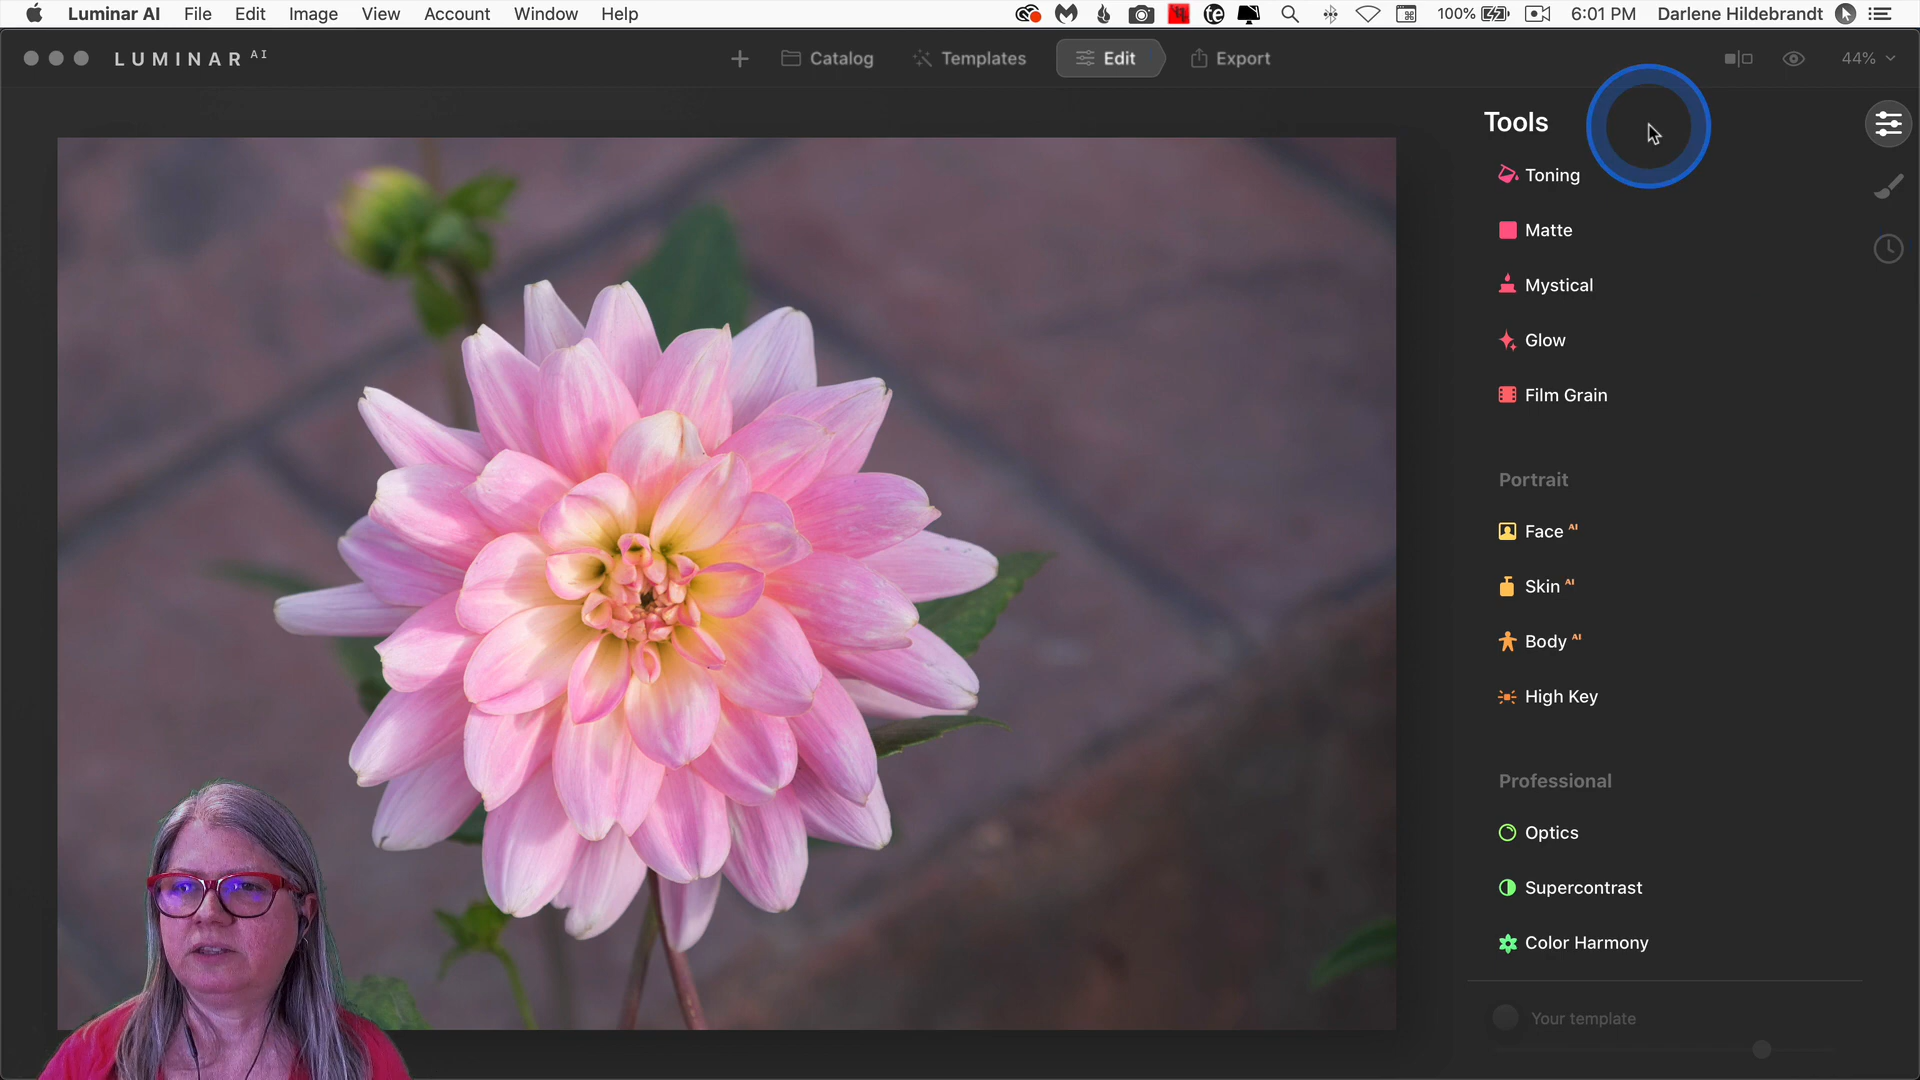 Luminar AI File Edit Image View Account Window Help 100% 6:01 PM Darlene Hildebrandt
LUMINAR AI + Catalog Templates Edit Export 44%
Tools
Toning
Matte
Mystical
Glow
Film Grain
Portrait
Face AI
Skin AI
Body AI
High Key
Professional
Optics
Supercontrast
Color Harmony
Your template